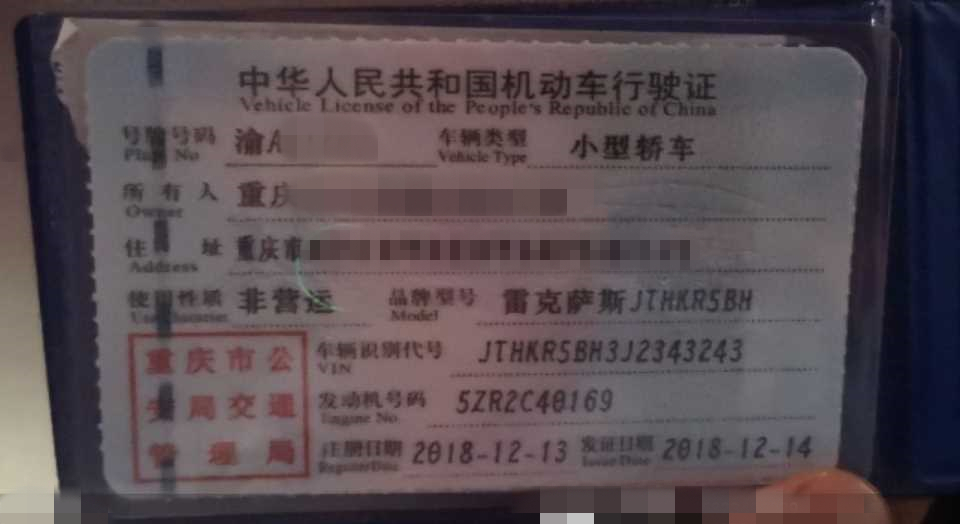 中华人民共和国机动车行驶证
Vehicle License of the People's Republic of China
号牌号码 渝A 车辆类型 小型轿车
Plate No Vehicle Type
所有人 重庆
Owner
住址 重庆市
Address
使用性质 非营运 品牌型号 雷克萨斯JTHKR5BH
Use Character Model
重庆市公 车辆识别代号 JTHKR5BH3J2343243
VIN
安局交通 发动机号码 5ZR2C40169
Engine No.
管理局 注册日期 2018-12-13 发证日期 2018-12-14
Register Date Issue Date